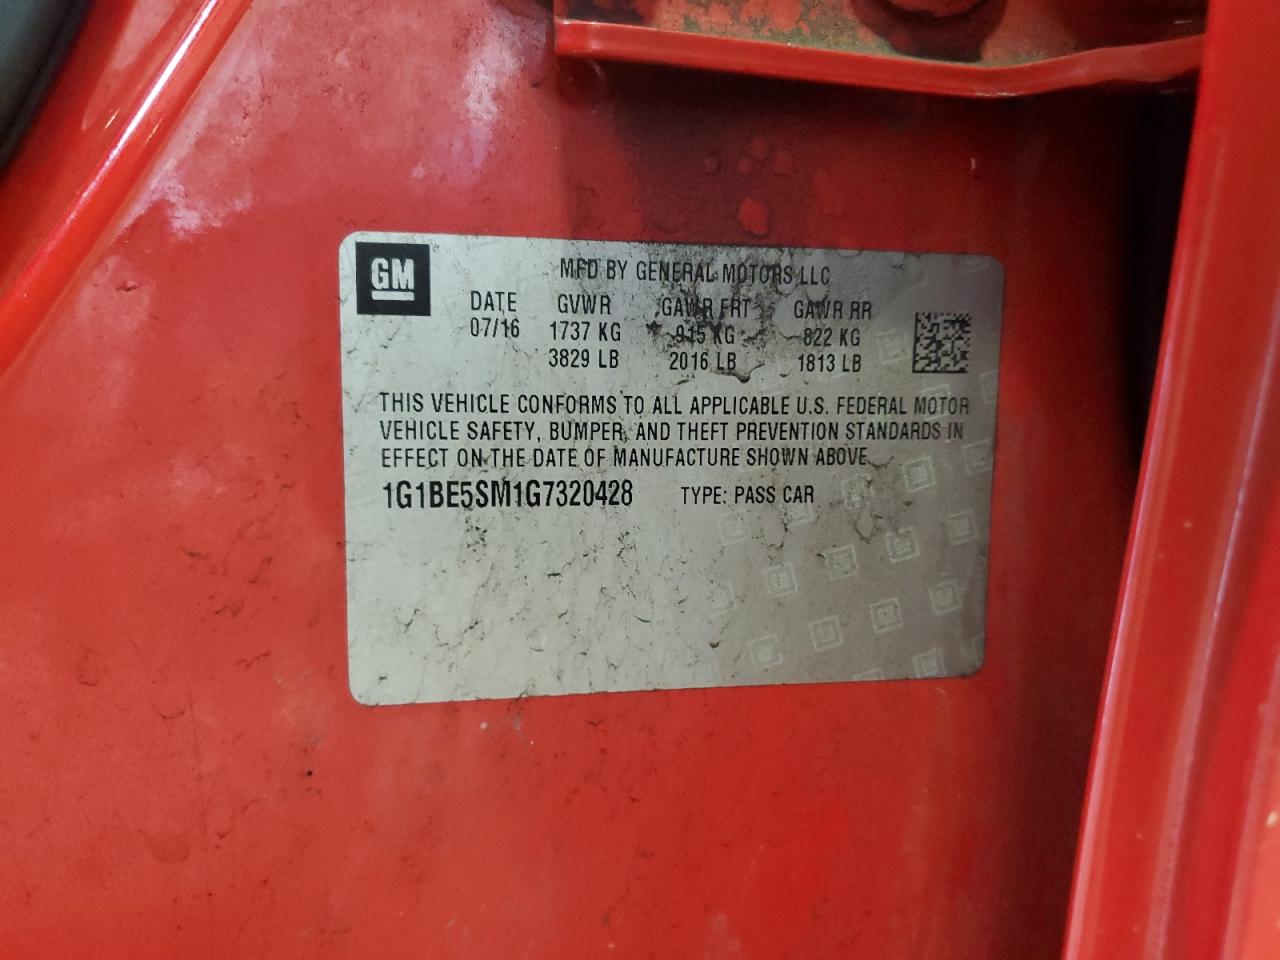 GM
MFD BY GENERAL MOTORS LLC
DATE GVWR GAWR FRT GAWR RR
07/16 1737 KG 915 KG 822 KG
3829 LB 2016 LB 1813 LB
THIS VEHICLE CONFORMS TO ALL APPLICABLE U.S. FEDERAL MOTOR
VEHICLE SAFETY, BUMPER, AND THEFT PREVENTION STANDARDS IN
EFFECT ON THE DATE OF MANUFACTURE SHOWN ABOVE.
1G1BE5SM1G7320428 TYPE: PASS CAR